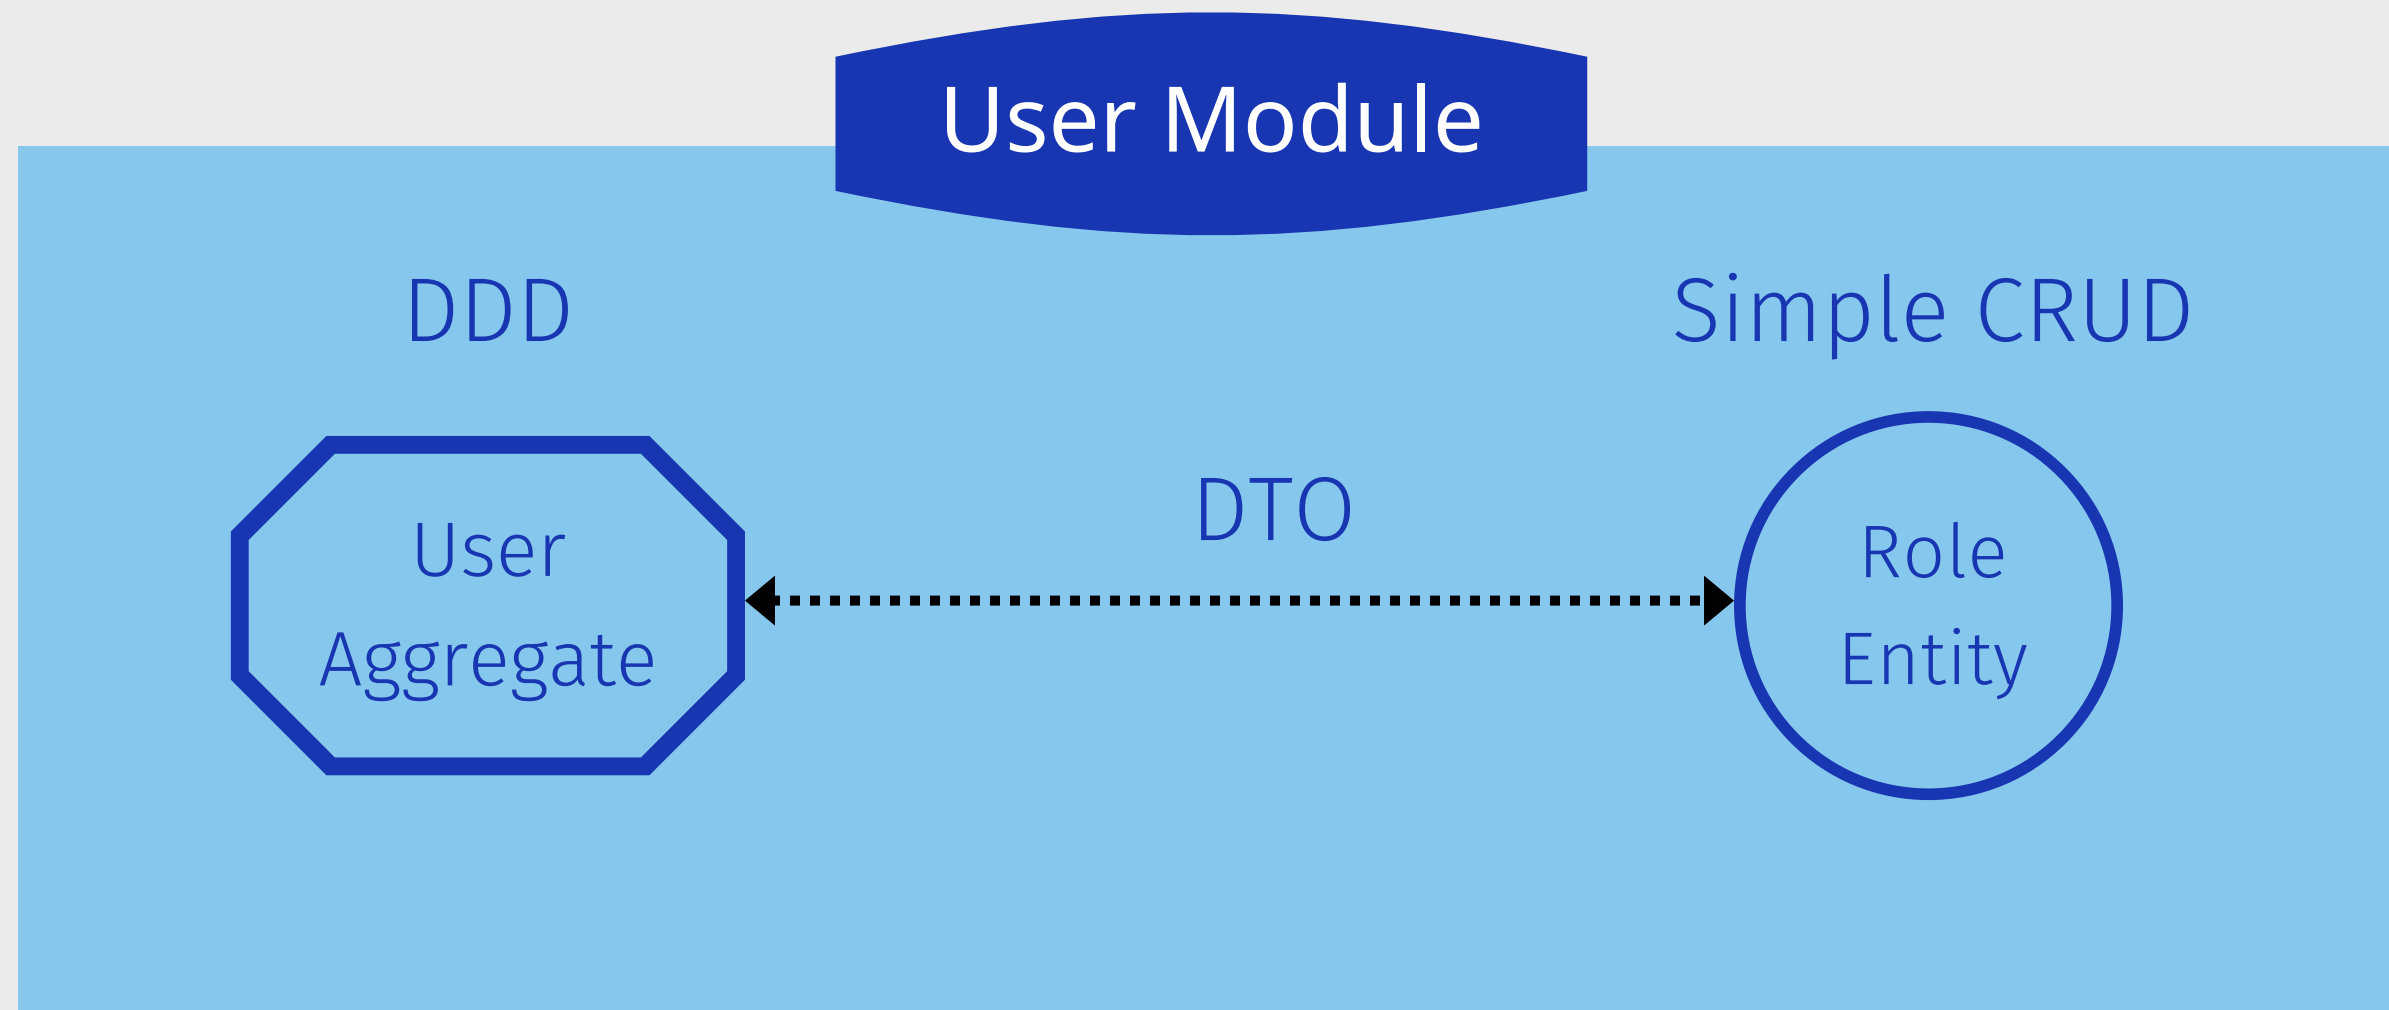 User Module
DDD
Simple CRUD
DTO
User
Aggregate
Role
Entity